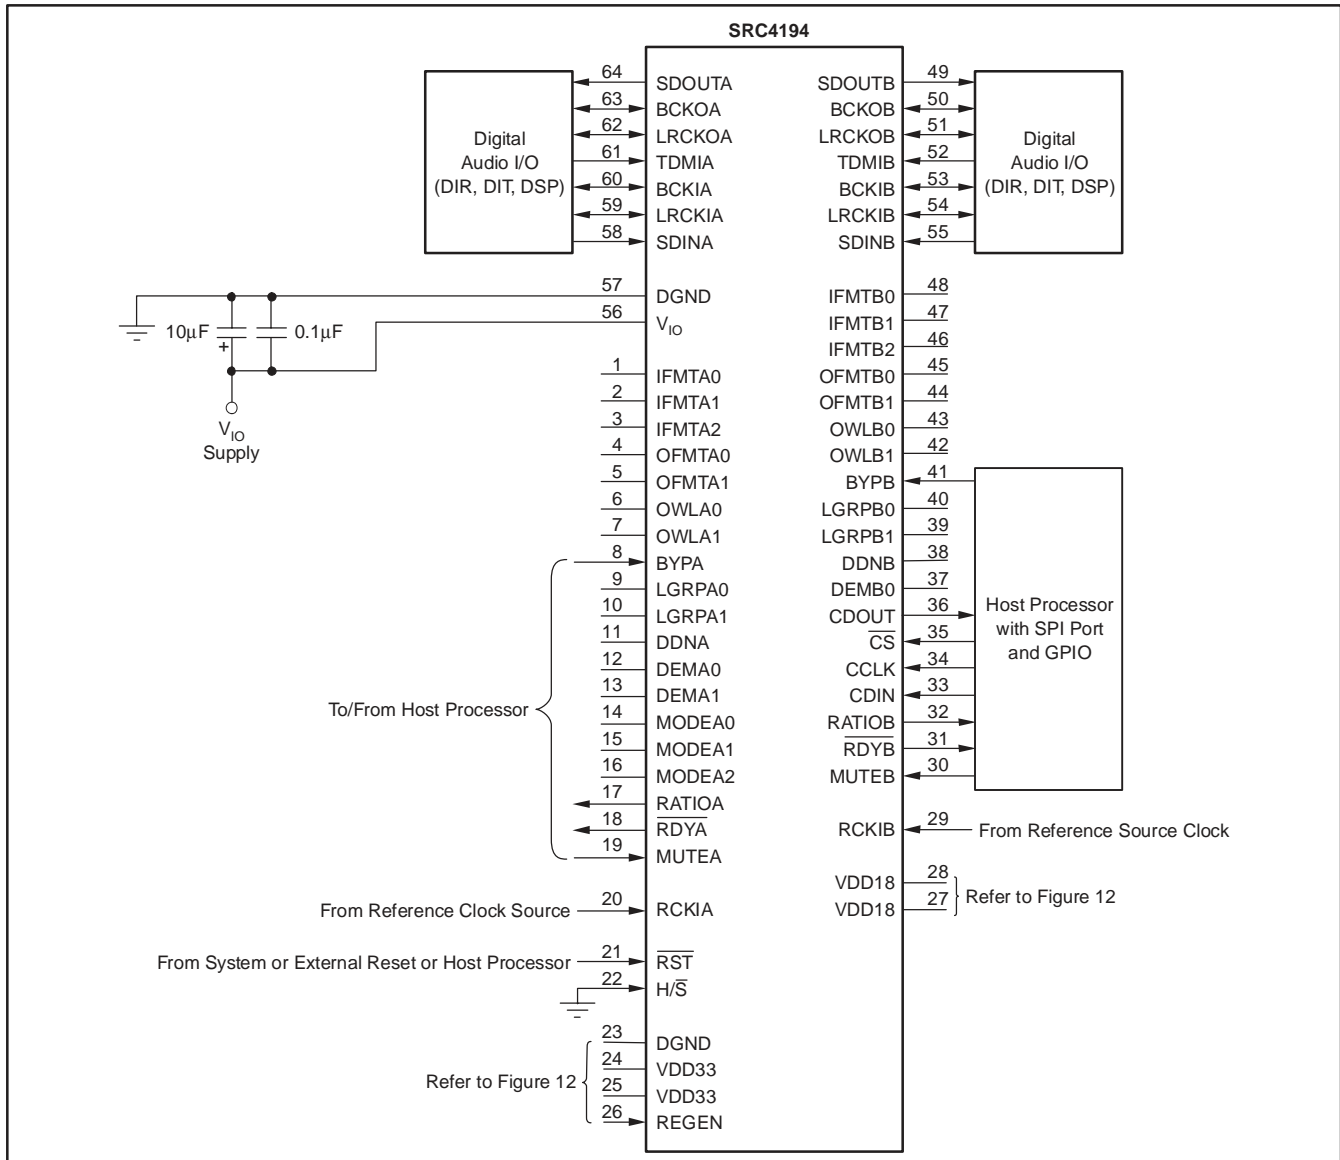 SRC4194
Digital
Audio I/O
(DIR, DIT, DSP)
64 SDOUTA
63 BCKOA
62 LRCKOA
61 TDMIA
60 BCKIA
59 LRCKIA
58 SDINA
57 DGND
56 V_IO
10μF
+
0.1μF
V_IO
Supply
1 IFMTA0
2 IFMTA1
3 IFMTA2
4 OFMTA0
5 OFMTA1
6 OWLA0
7 OWLA1
8 BYPA
9 LGRPA0
10 LGRPA1
11 DDNA
12 DEMA0
13 DEMA1
14 MODEA0
15 MODEA1
16 MODEA2
17 RATIOA
18 RDYA
19 MUTEA
To/From Host Processor
From Reference Clock Source 20 RCKIA
From System or External Reset or Host Processor 21 RST
22 H/S
23 DGND
24 VDD33
25 VDD33
26 REGEN
Refer to Figure 12
SDOUTB 49
BCKOB 50
LRCKOB 51
TDMIB 52
BCKIB 53
LRCKIB 54
SDINB 55
Digital
Audio I/O
(DIR, DIT, DSP)
IFMTB0 48
IFMTB1 47
IFMTB2 46
OFMTB0 45
OFMTB1 44
OWLB0 43
OWLB1 42
BYPB 41
LGRPB0 40
LGRPB1 39
DDNB 38
DEMB0 37
CDOUT 36
CS 35
CCLK 34
CDIN 33
RATIOB 32
RDYB 31
MUTEB 30
Host Processor
with SPI Port
and GPIO
RCKIB 29 From Reference Source Clock
VDD18 28
VDD18 27
Refer to Figure 12